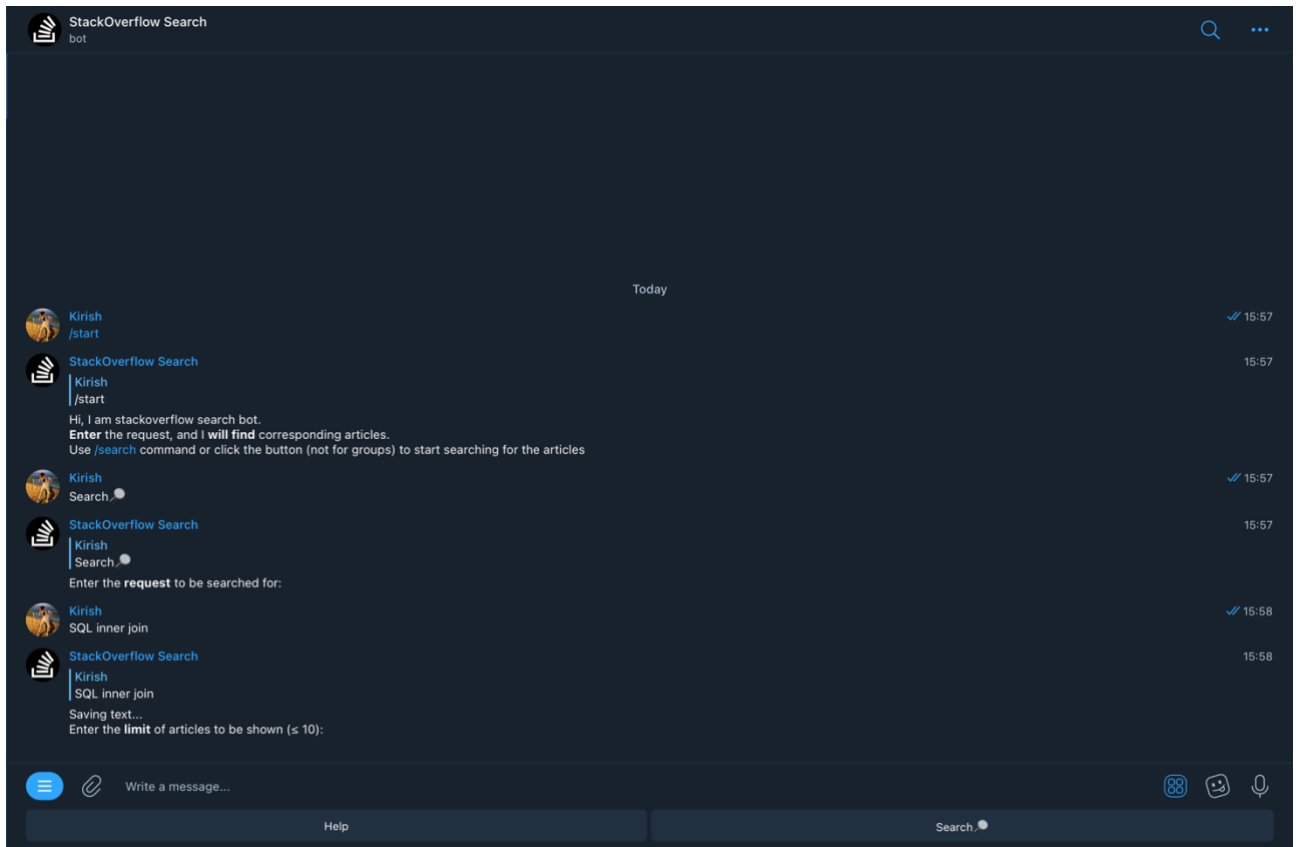 StackOverflow Search
bot
Today
Kirish
15:57
/start
StackOverflow Search
15:57
Kirish
/start
Hi, I am stackoverflow search bot.
Enter the request, and I will find corresponding articles.
Use /search command or click the button (not for groups) to start searching for the articles
Kirish
15:57
Search
StackOverflow Search
15:57
Kirish
Search
Enter the request to be searched for:
Kirish
15:58
SQL inner join
StackOverflow Search
15:58
Kirish
SQL inner join
Saving text...
Enter the limit of articles to be shown (≤ 10):
Write a message...
Help
Search